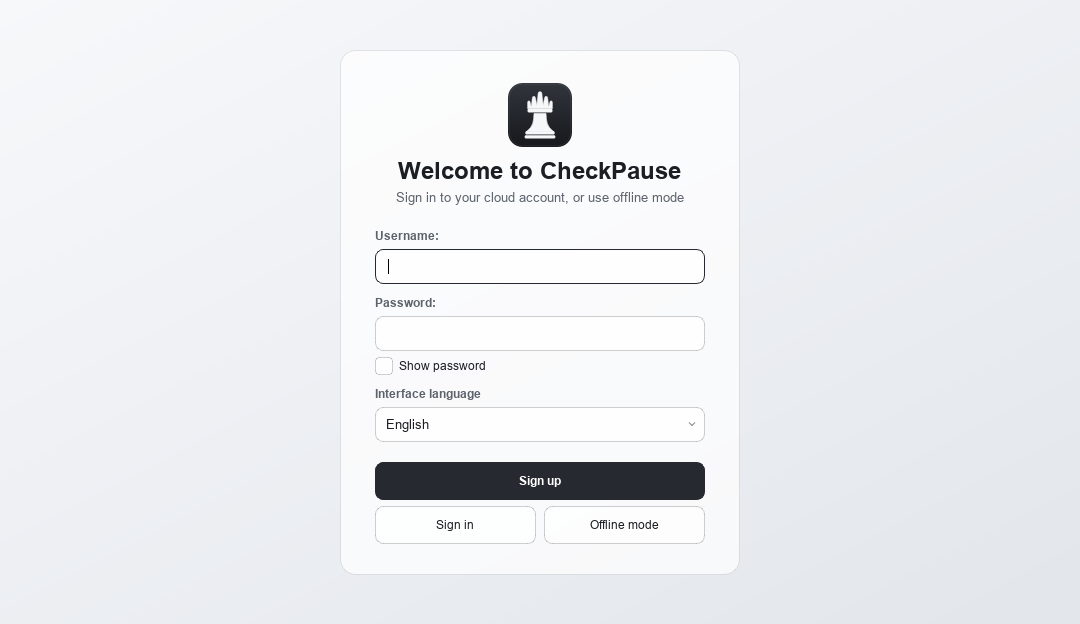 Welcome to CheckPause
Sign in to your cloud account, or use offline mode
Username:
Password:
Show password
Interface language
English
Sign up
Sign in
Offline mode